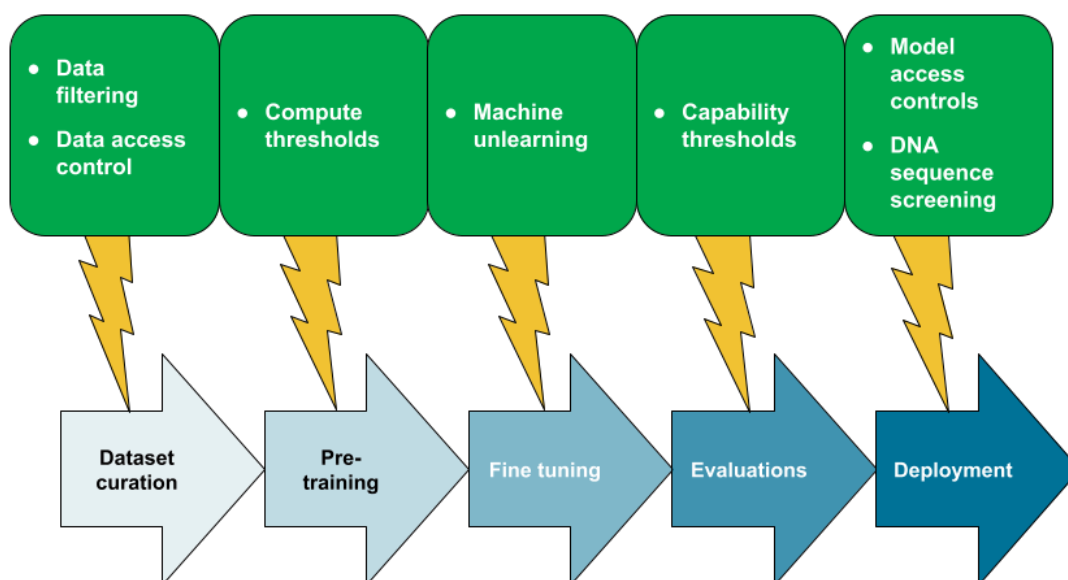 ● Data
filtering
● Data access
control
● Compute
thresholds
● Machine
unlearning
● Capability
thresholds
● Model
access
controls
● DNA
sequence
screening
Dataset
curation
Pre-
training
Fine tuning
Evaluations
Deployment